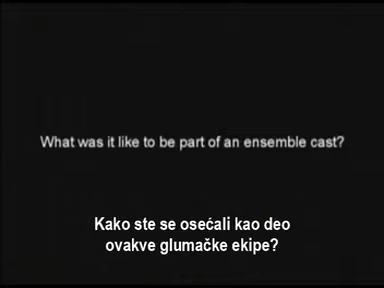 What was it like to be part of an ensemble cast?
Kako ste se osećali kao deo
ovakve glumačke ekipe?